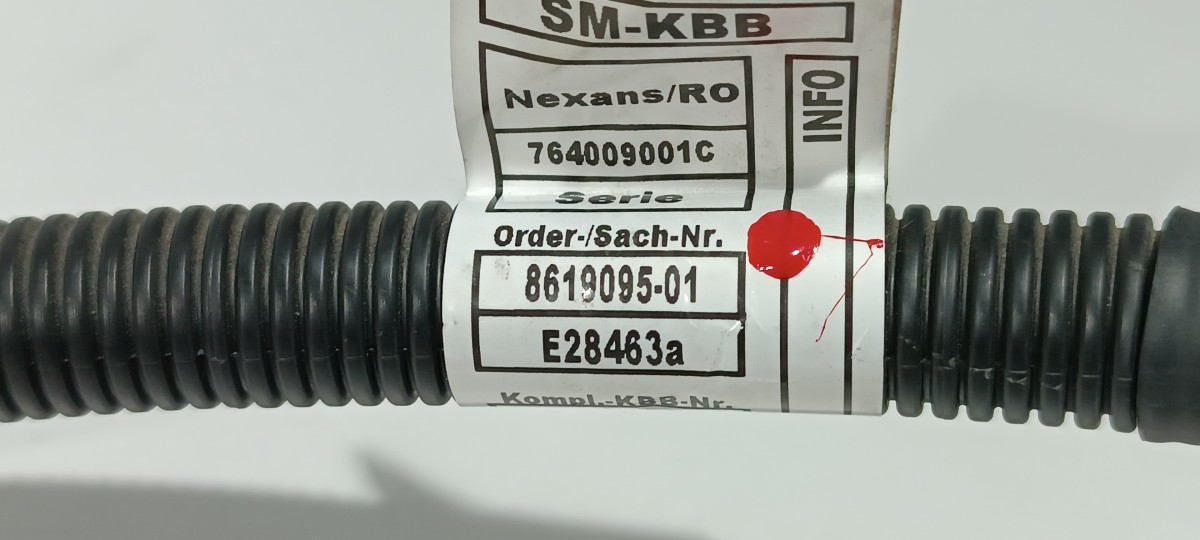 SM-KBB
Nexans/RO
764009001C
Serie
Order-/Sach-Nr.
8619095-01
E28463a
Kompl.-KBB-Nr.
INFO